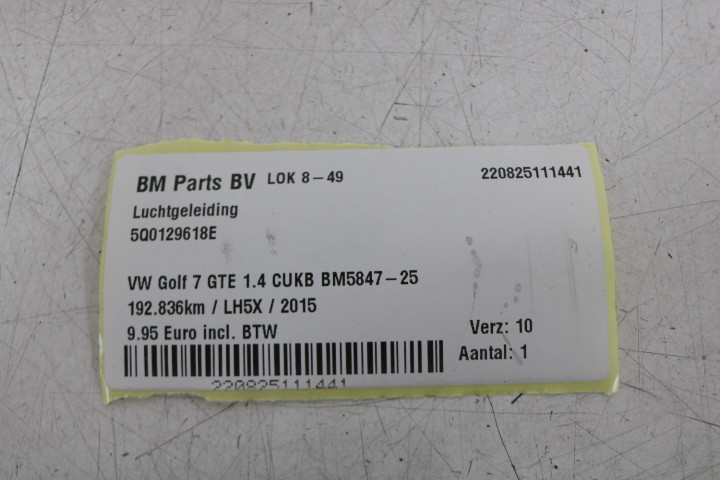 BM Parts BV LOK 8-49 220825111441
Luchtgeleiding
5Q0129618E
VW Golf 7 GTE 1.4 CUKB BM5847-25
192.836km / LH5X / 2015
9.95 Euro incl. BTW Verz: 10
Aantal: 1
220825111441